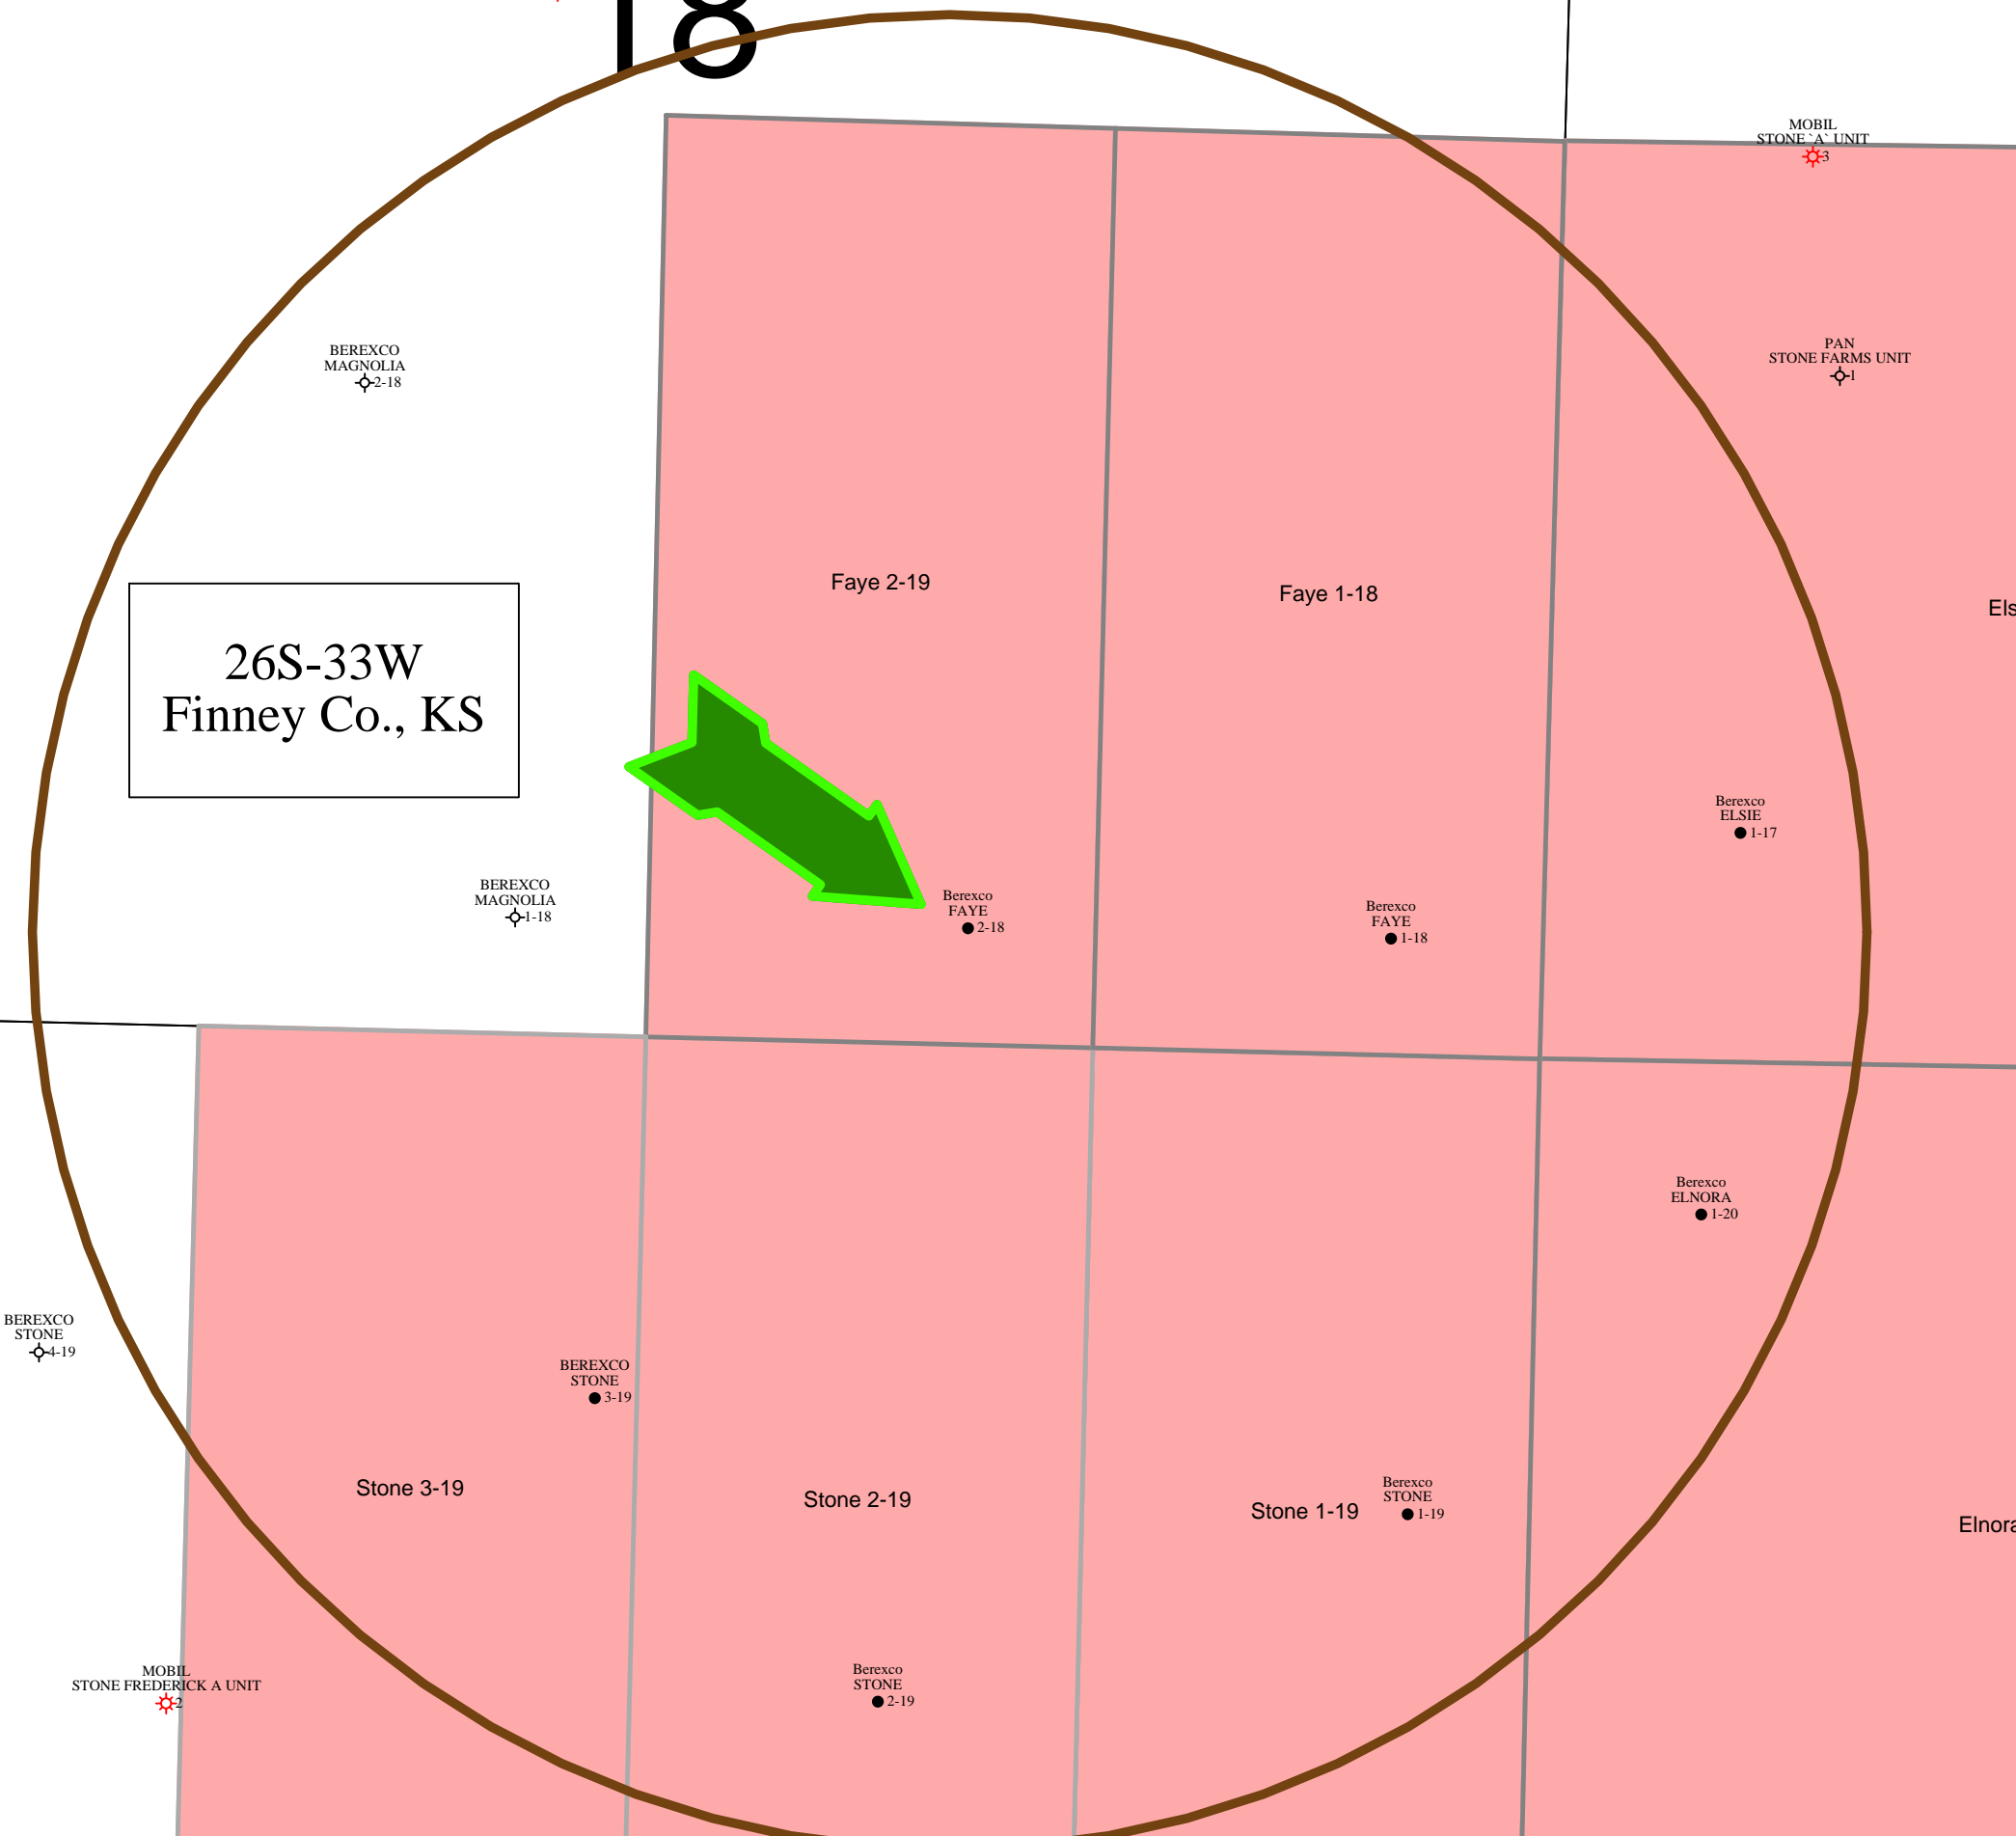 18
MOBIL
STONE `A` UNIT
3
BEREXCO
MAGNOLIA
2-18
PAN
STONE FARMS UNIT
1
Faye 2-19
Faye 1-18
Els
26S-33W
Finney Co., KS
Berexco
ELSIE
1-17
BEREXCO
MAGNOLIA
1-18
Berexco
FAYE
2-18
Berexco
FAYE
1-18
Berexco
ELNORA
1-20
BEREXCO
STONE
4-19
BEREXCO
STONE
3-19
Stone 3-19
Stone 2-19
Stone 1-19
Berexco
STONE
1-19
Elnora
MOBIL
STONE FREDERICK A UNIT
2
Berexco
STONE
2-19